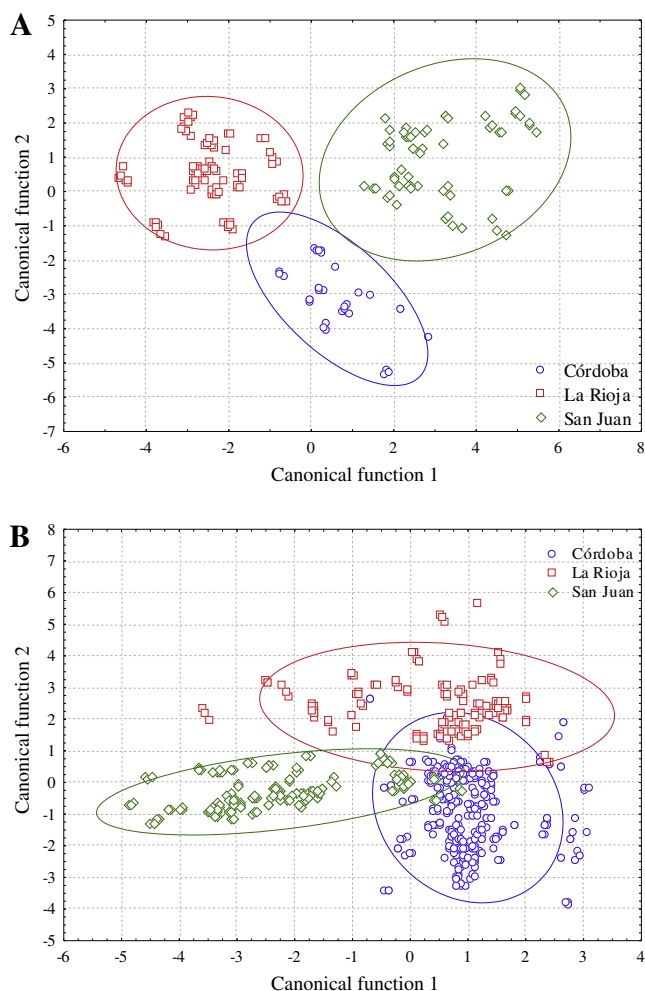 A
5
4
3
2
1
0
-1
-2
-3
-4
-5
-6
-7
Canonical function 2
Córdoba
La Rioja
San Juan
-6 -4 -2 0 2 4 6 8
Canonical function 1
B
8
7
6
5
4
3
2
1
0
-1
-2
-3
-4
-5
Canonical function 2
Córdoba
La Rioja
San Juan
-6 -5 -4 -3 -2 -1 0 1 2 3 4
Canonical function 1